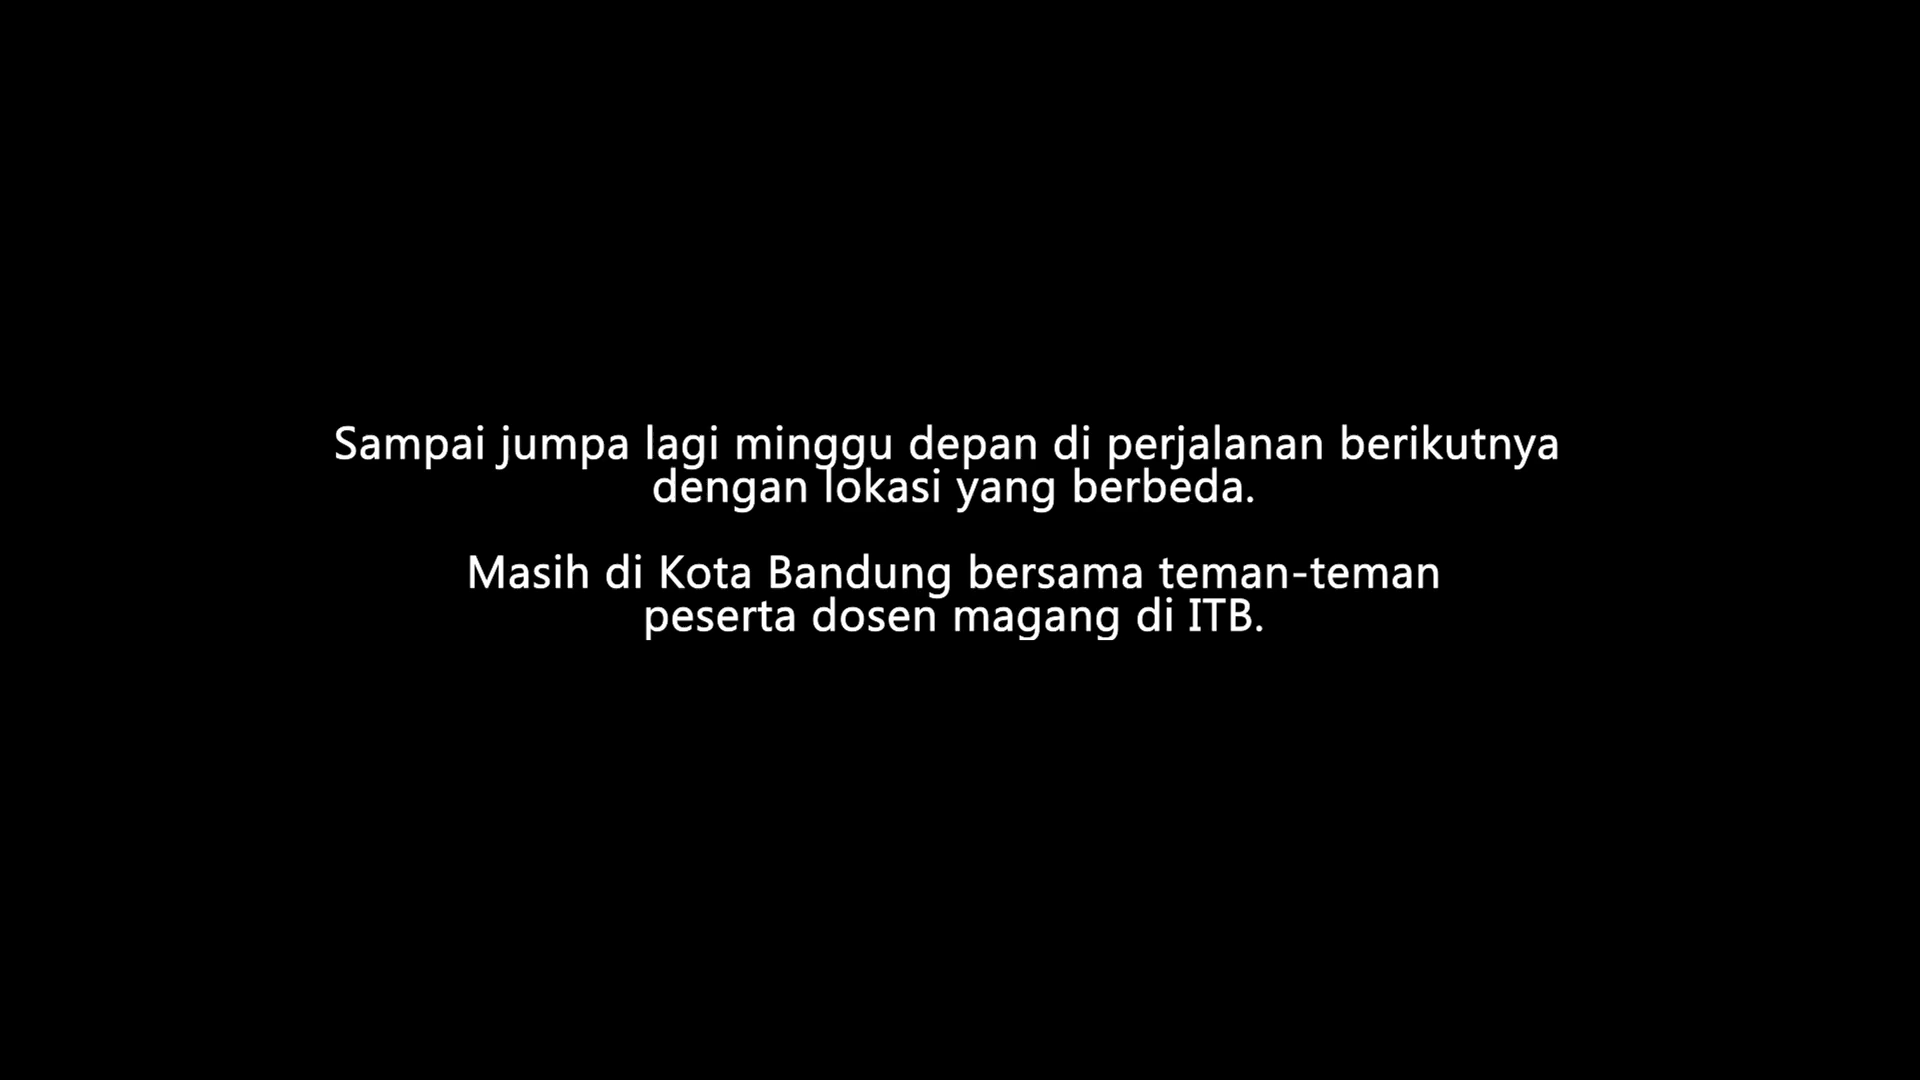 Sampai jumpa lagi minggu depan di perjalanan berikutnya
dengan lokasi yang berbeda.
Masih di Kota Bandung bersama teman-teman
peserta dosen magang di ITB.